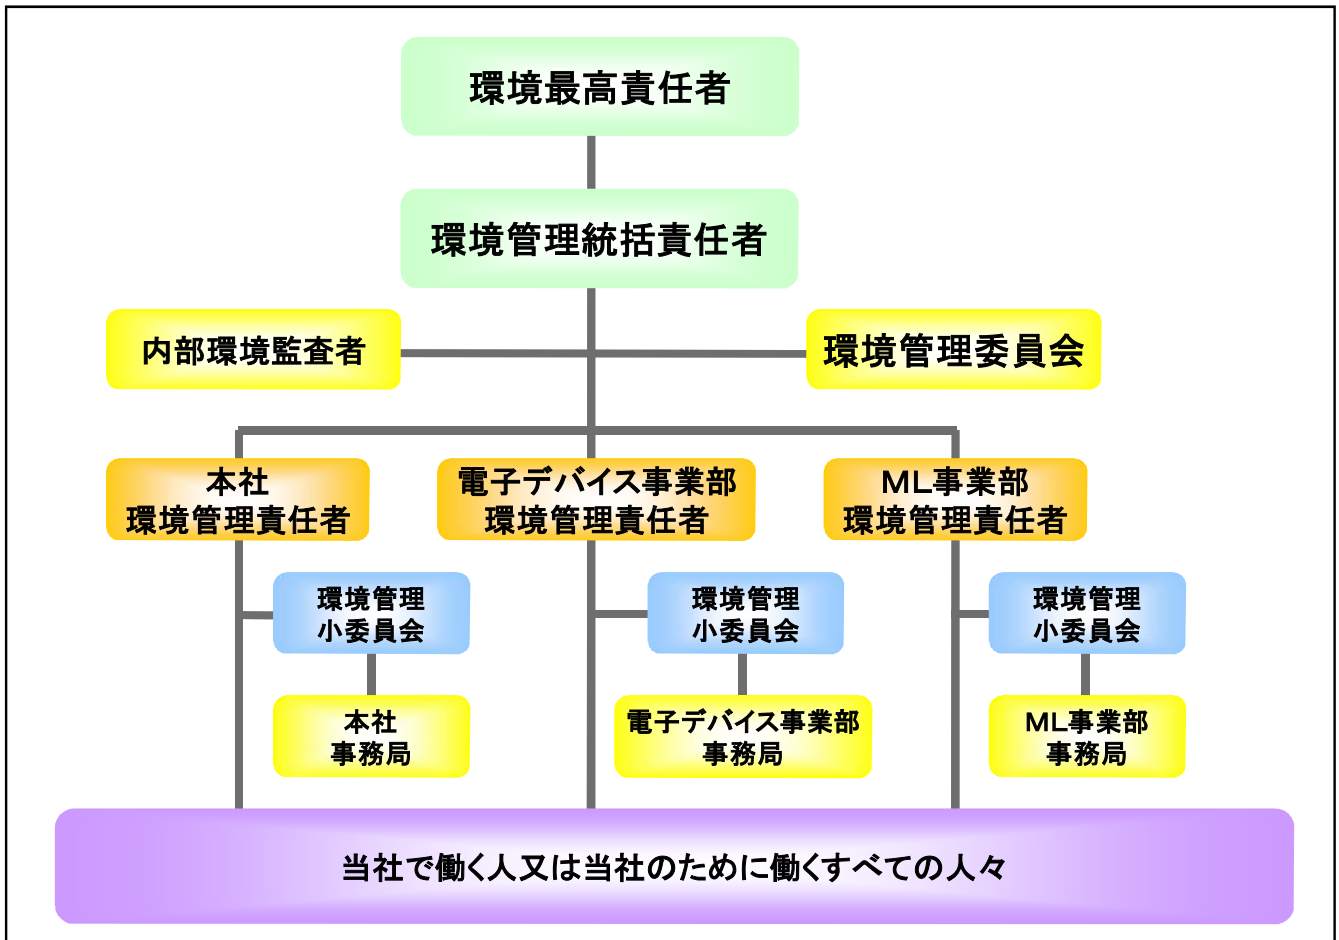 環境最高責任者
環境管理統括責任者
内部環境監査者
環境管理委員会
本社
環境管理責任者
電子デバイス事業部
環境管理責任者
ML事業部
環境管理責任者
環境管理
小委員会
環境管理
小委員会
環境管理
小委員会
本社
事務局
電子デバイス事業部
事務局
ML事業部
事務局
当社で働く人又は当社のために働くすべての人々